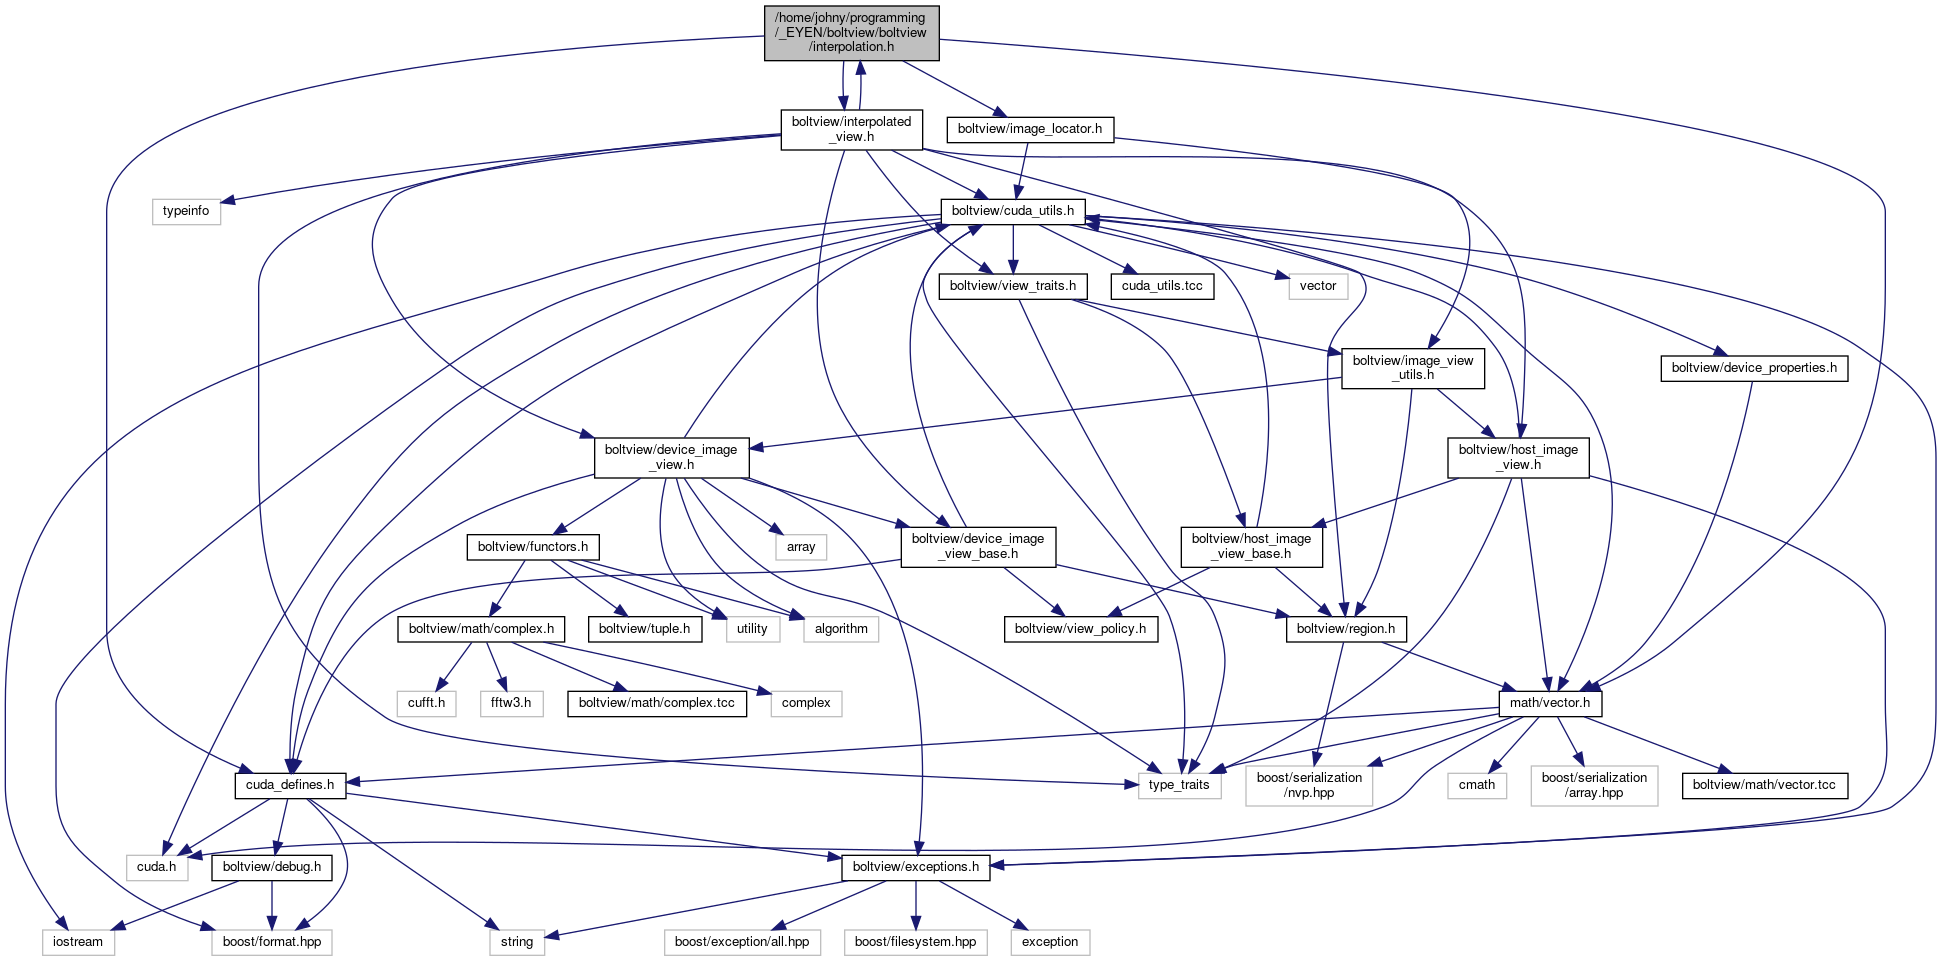 /home/johny/programming
/_EYEN/boltview/boltview
/interpolation.h
boltview/interpolated
_view.h
boltview/image_locator.h
typeinfo
boltview/cuda_utils.h
boltview/view_traits.h
cuda_utils.tcc
vector
boltview/image_view
_utils.h
boltview/device_properties.h
boltview/device_image
_view.h
boltview/host_image
_view.h
boltview/functors.h
array
boltview/device_image
_view_base.h
boltview/host_image
_view_base.h
boltview/math/complex.h
boltview/tuple.h
utility
algorithm
boltview/view_policy.h
boltview/region.h
cufft.h
fftw3.h
boltview/math/complex.tcc
complex
math/vector.h
cuda_defines.h
type_traits
boost/serialization
/nvp.hpp
cmath
boost/serialization
/array.hpp
boltview/math/vector.tcc
cuda.h
boltview/debug.h
boltview/exceptions.h
iostream
boost/format.hpp
string
boost/exception/all.hpp
boost/filesystem.hpp
exception